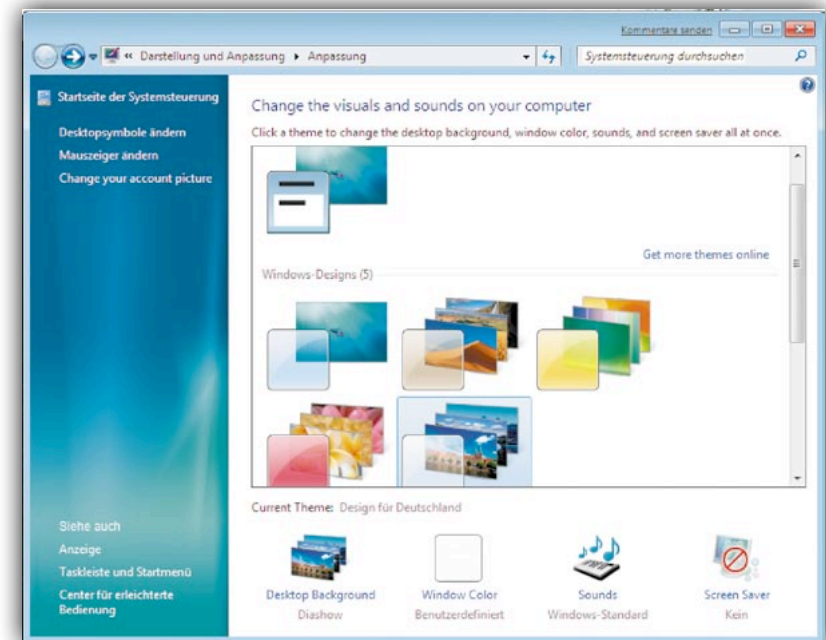 Kommentare senden
« Darstellung und Anpassung ▸ Anpassung
Systemsteuerung durchsuchen
Startseite der Systemsteuerung
Desktopsymbole ändern
Mauszeiger ändern
Change your account picture
Change the visuals and sounds on your computer
Click a theme to change the desktop background, window color, sounds, and screen saver all at once.
Get more themes online
Windows-Designs (5)
Current Theme: Design für Deutschland
Desktop Background
Diashow
Window Color
Benutzerdefiniert
Sounds
Windows-Standard
Screen Saver
Kein
Siehe auch
Anzeige
Taskleiste und Startmenü
Center für erleichterte
Bedienung